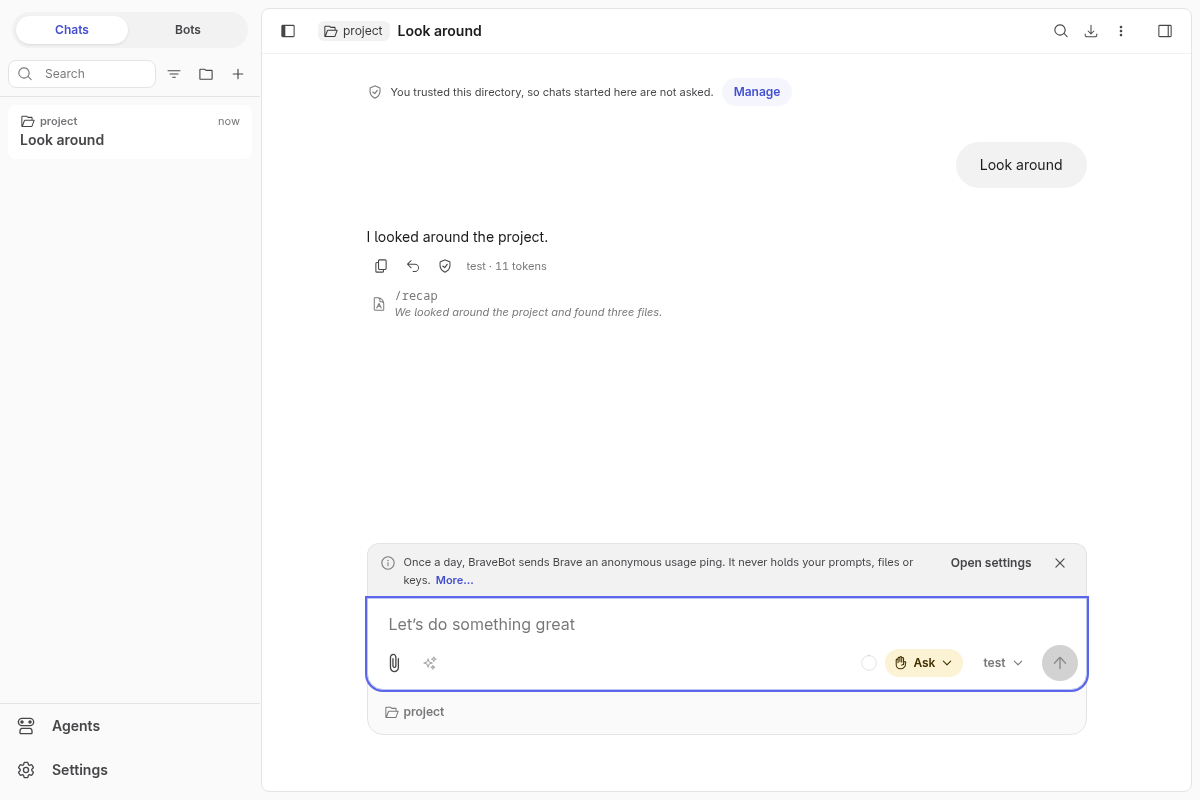 Chats
Bots
Search
project
now
Look around
Agents
Settings
project
Look around
You trusted this directory, so chats started here are not asked.
Manage
Look around
I looked around the project.
test · 11 tokens
/recap
We looked around the project and found three files.
Once a day, BraveBot sends Brave an anonymous usage ping. It never holds your prompts, files or
keys. More...
Open settings
Let's do something great
Ask
test
project